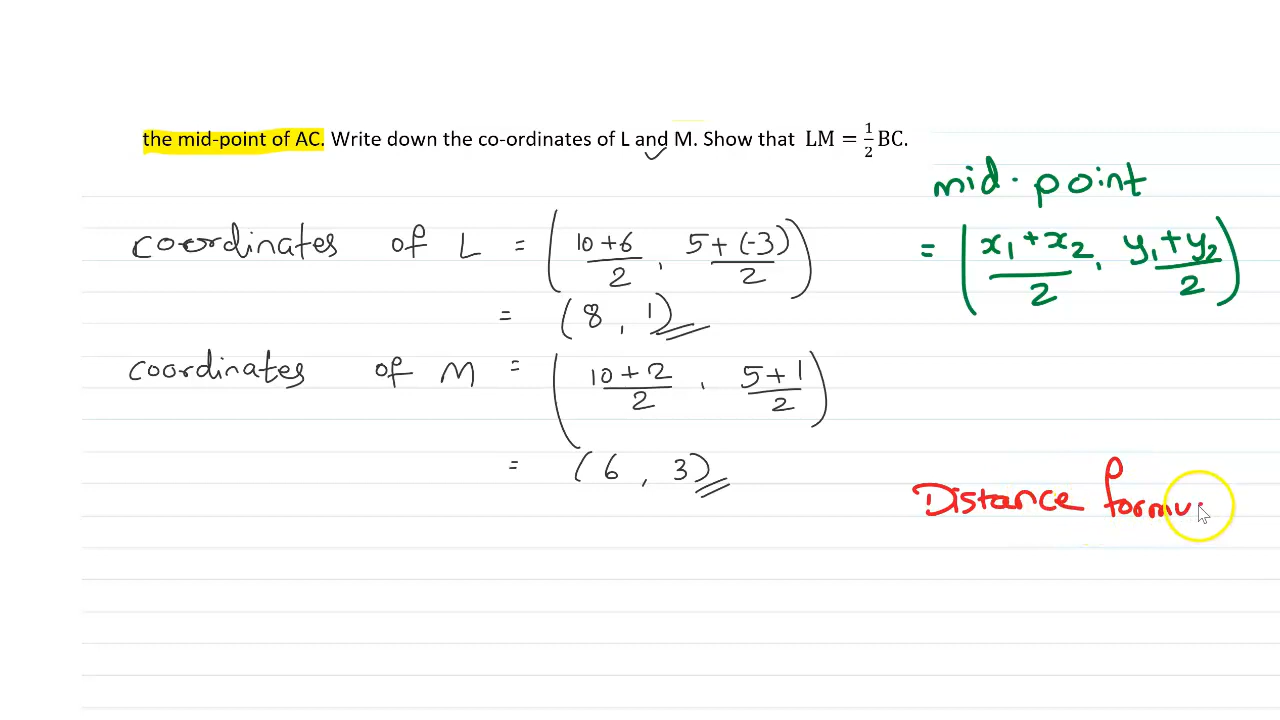 the mid-point of AC. Write down the co-ordinates of L and M. Show that LM = 1/2 BC.
mid-point
= (x₁+x₂/2, y₁+y₂/2)
coordinates of L = (10+6/2, 5+(-3)/2)
= (8, 1)
coordinates of M = (10+2/2, 5+1/2)
= (6, 3)
Distance formu